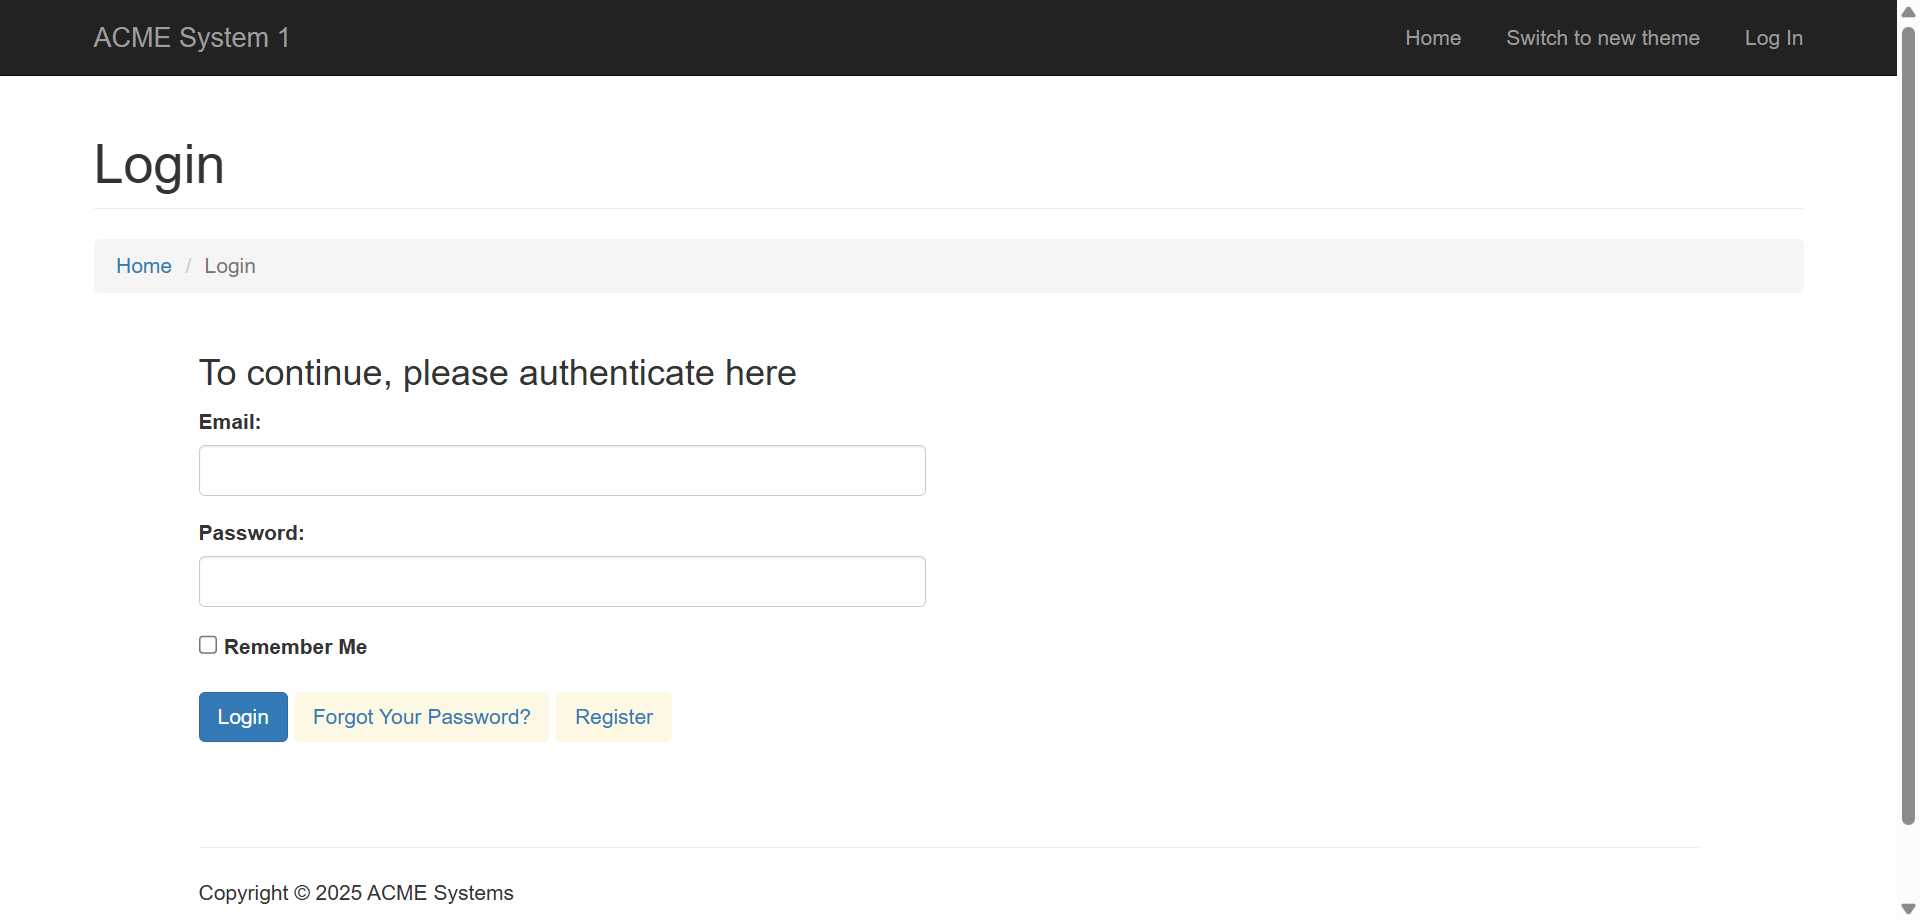 ACME System 1
Home Switch to new theme Log In
Login
Home / Login
To continue, please authenticate here
Email:
Password:
Remember Me
Login Forgot Your Password? Register
Copyright © 2025 ACME Systems